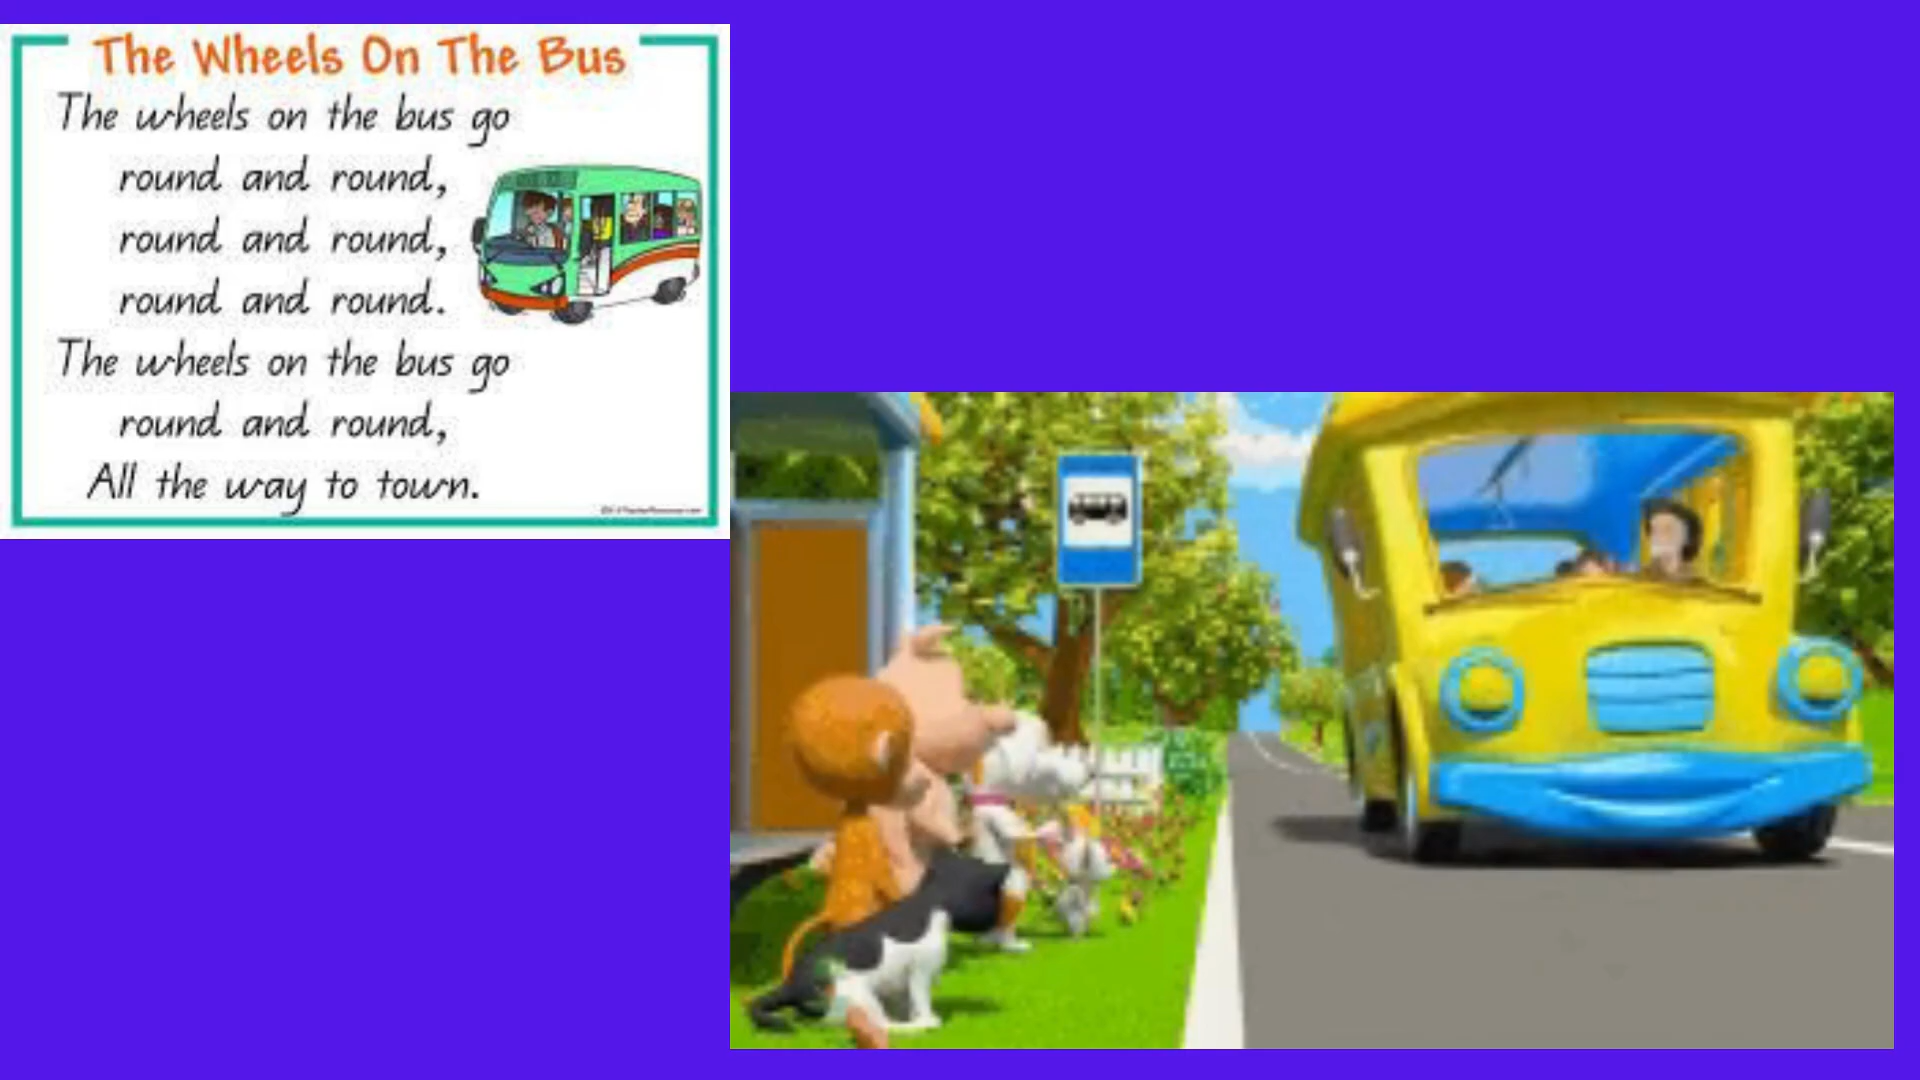 The Wheels On The Bus
The wheels on the bus go
round and round,
round and round,
round and round.
The wheels on the bus go
round and round,
All the way to town.